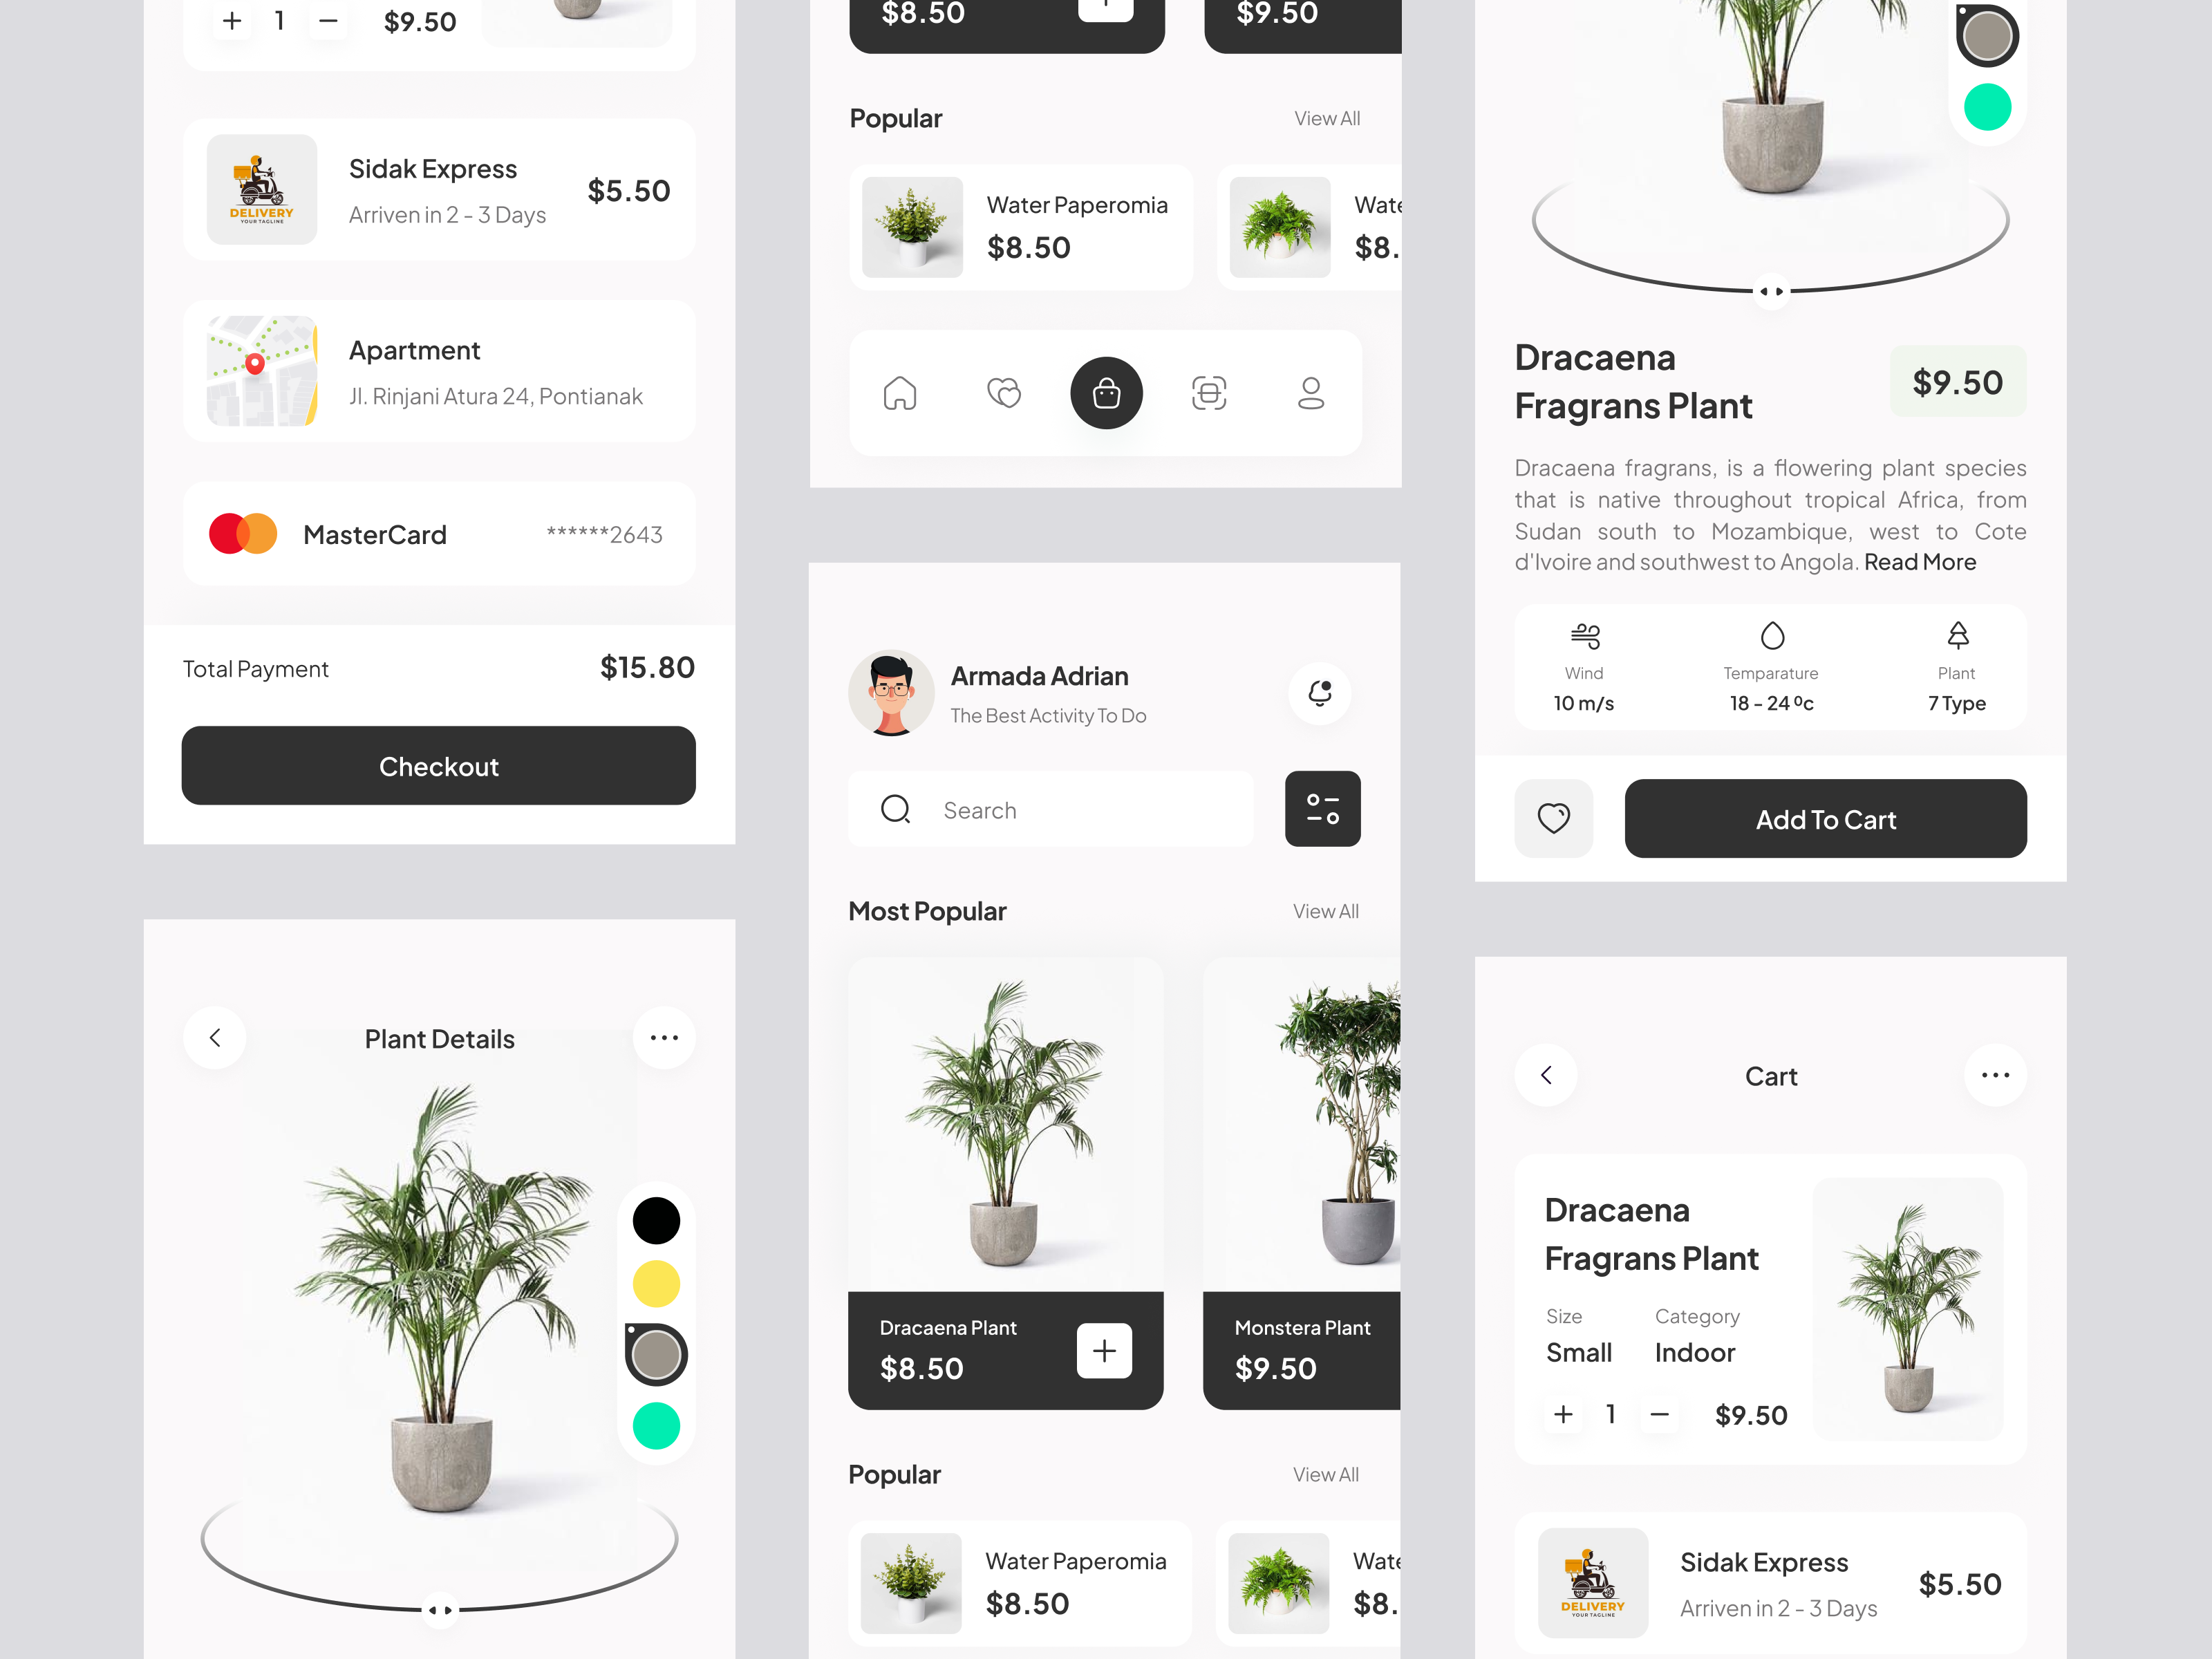 1
$9.50
Sidak Express
Arriven in 2 - 3 Days
$5.50
DELIVERY
YOUR TAGLINE
Apartment
Jl. Rinjani Atura 24, Pontianak
MasterCard
******2643
Total Payment
$15.80
Checkout
Plant Details
$8.50
$9.50
Popular
View All
Water Paperomia
$8.50
Wate
$8.
Armada Adrian
The Best Activity To Do
Search
Most Popular
View All
Dracaena Plant
$8.50
Monstera Plant
$9.50
Popular
View All
Water Paperomia
$8.50
Wate
$8.
Dracaena
Fragrans Plant
$9.50
Dracaena fragrans, is a flowering plant species
that is native throughout tropical Africa, from
Sudan south to Mozambique, west to Cote
d'Ivoire and southwest to Angola. Read More
Wind
10 m/s
Temparature
18 - 24 ⁰c
Plant
7 Type
Add To Cart
Cart
Dracaena
Fragrans Plant
Size
Small
Category
Indoor
1
$9.50
DELIVERY
YOUR TAGLINE
Sidak Express
Arriven in 2 - 3 Days
$5.50